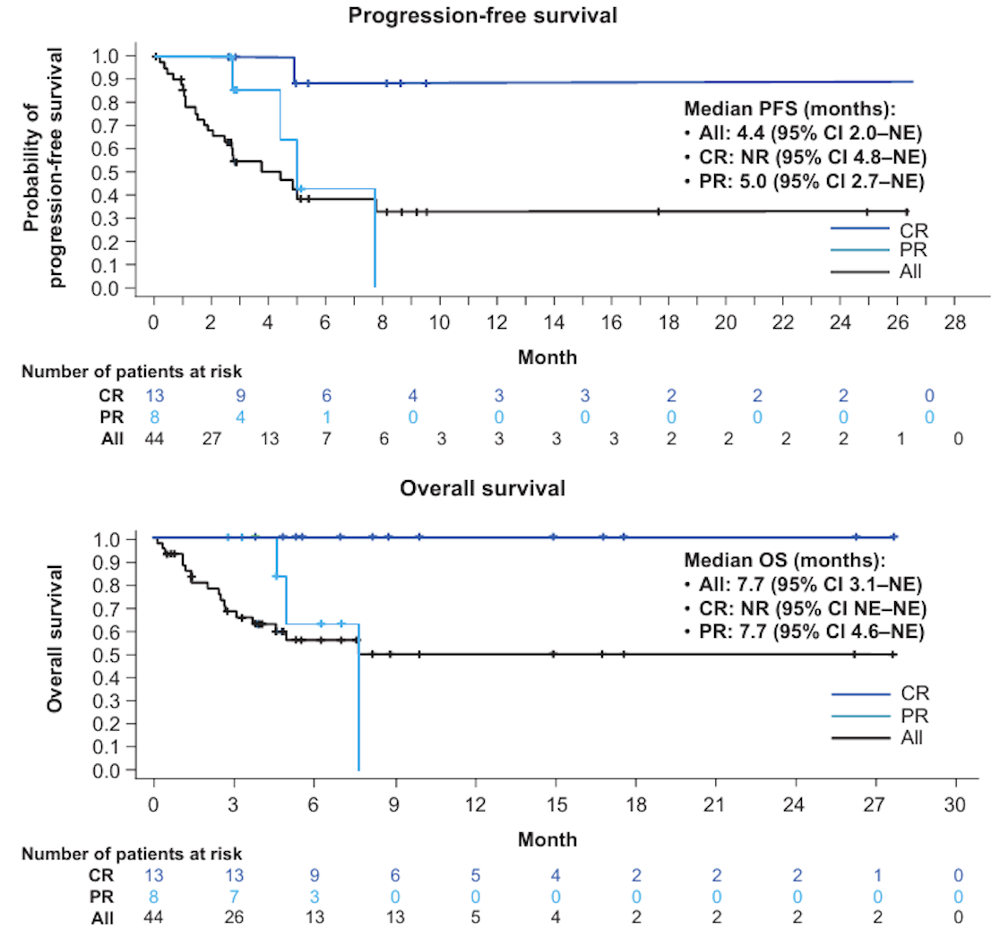 Progression-free survival
Probability of
progression-free survival
1.0
0.9
0.8
0.7
0.6
0.5
0.4
0.3
0.2
0.1
0.0
Median PFS (months):
• All: 4.4 (95% CI 2.0–NE)
• CR: NR (95% CI 4.8–NE)
• PR: 5.0 (95% CI 2.7–NE)
CR
PR
All
0 2 4 6 8 10 12 14 16 18 20 22 24 26 28
Month
Number of patients at risk
CR 13 9 6 4 3 3 2 2 2 0
PR 8 4 1 0 0 0 0 0 0 0
All 44 27 13 7 6 3 3 3 3 2 2 2 2 1 0
Overall survival
Overall survival
1.0
0.9
0.8
0.7
0.6
0.5
0.4
0.3
0.2
0.1
0.0
Median OS (months):
• All: 7.7 (95% CI 3.1–NE)
• CR: NR (95% CI NE–NE)
• PR: 7.7 (95% CI 4.6–NE)
CR
PR
All
0 3 6 9 12 15 18 21 24 27 30
Month
Number of patients at risk
CR 13 13 9 6 5 4 2 2 2 1 0
PR 8 7 3 0 0 0 0 0 0 0 0
All 44 26 13 13 5 4 2 2 2 2 0